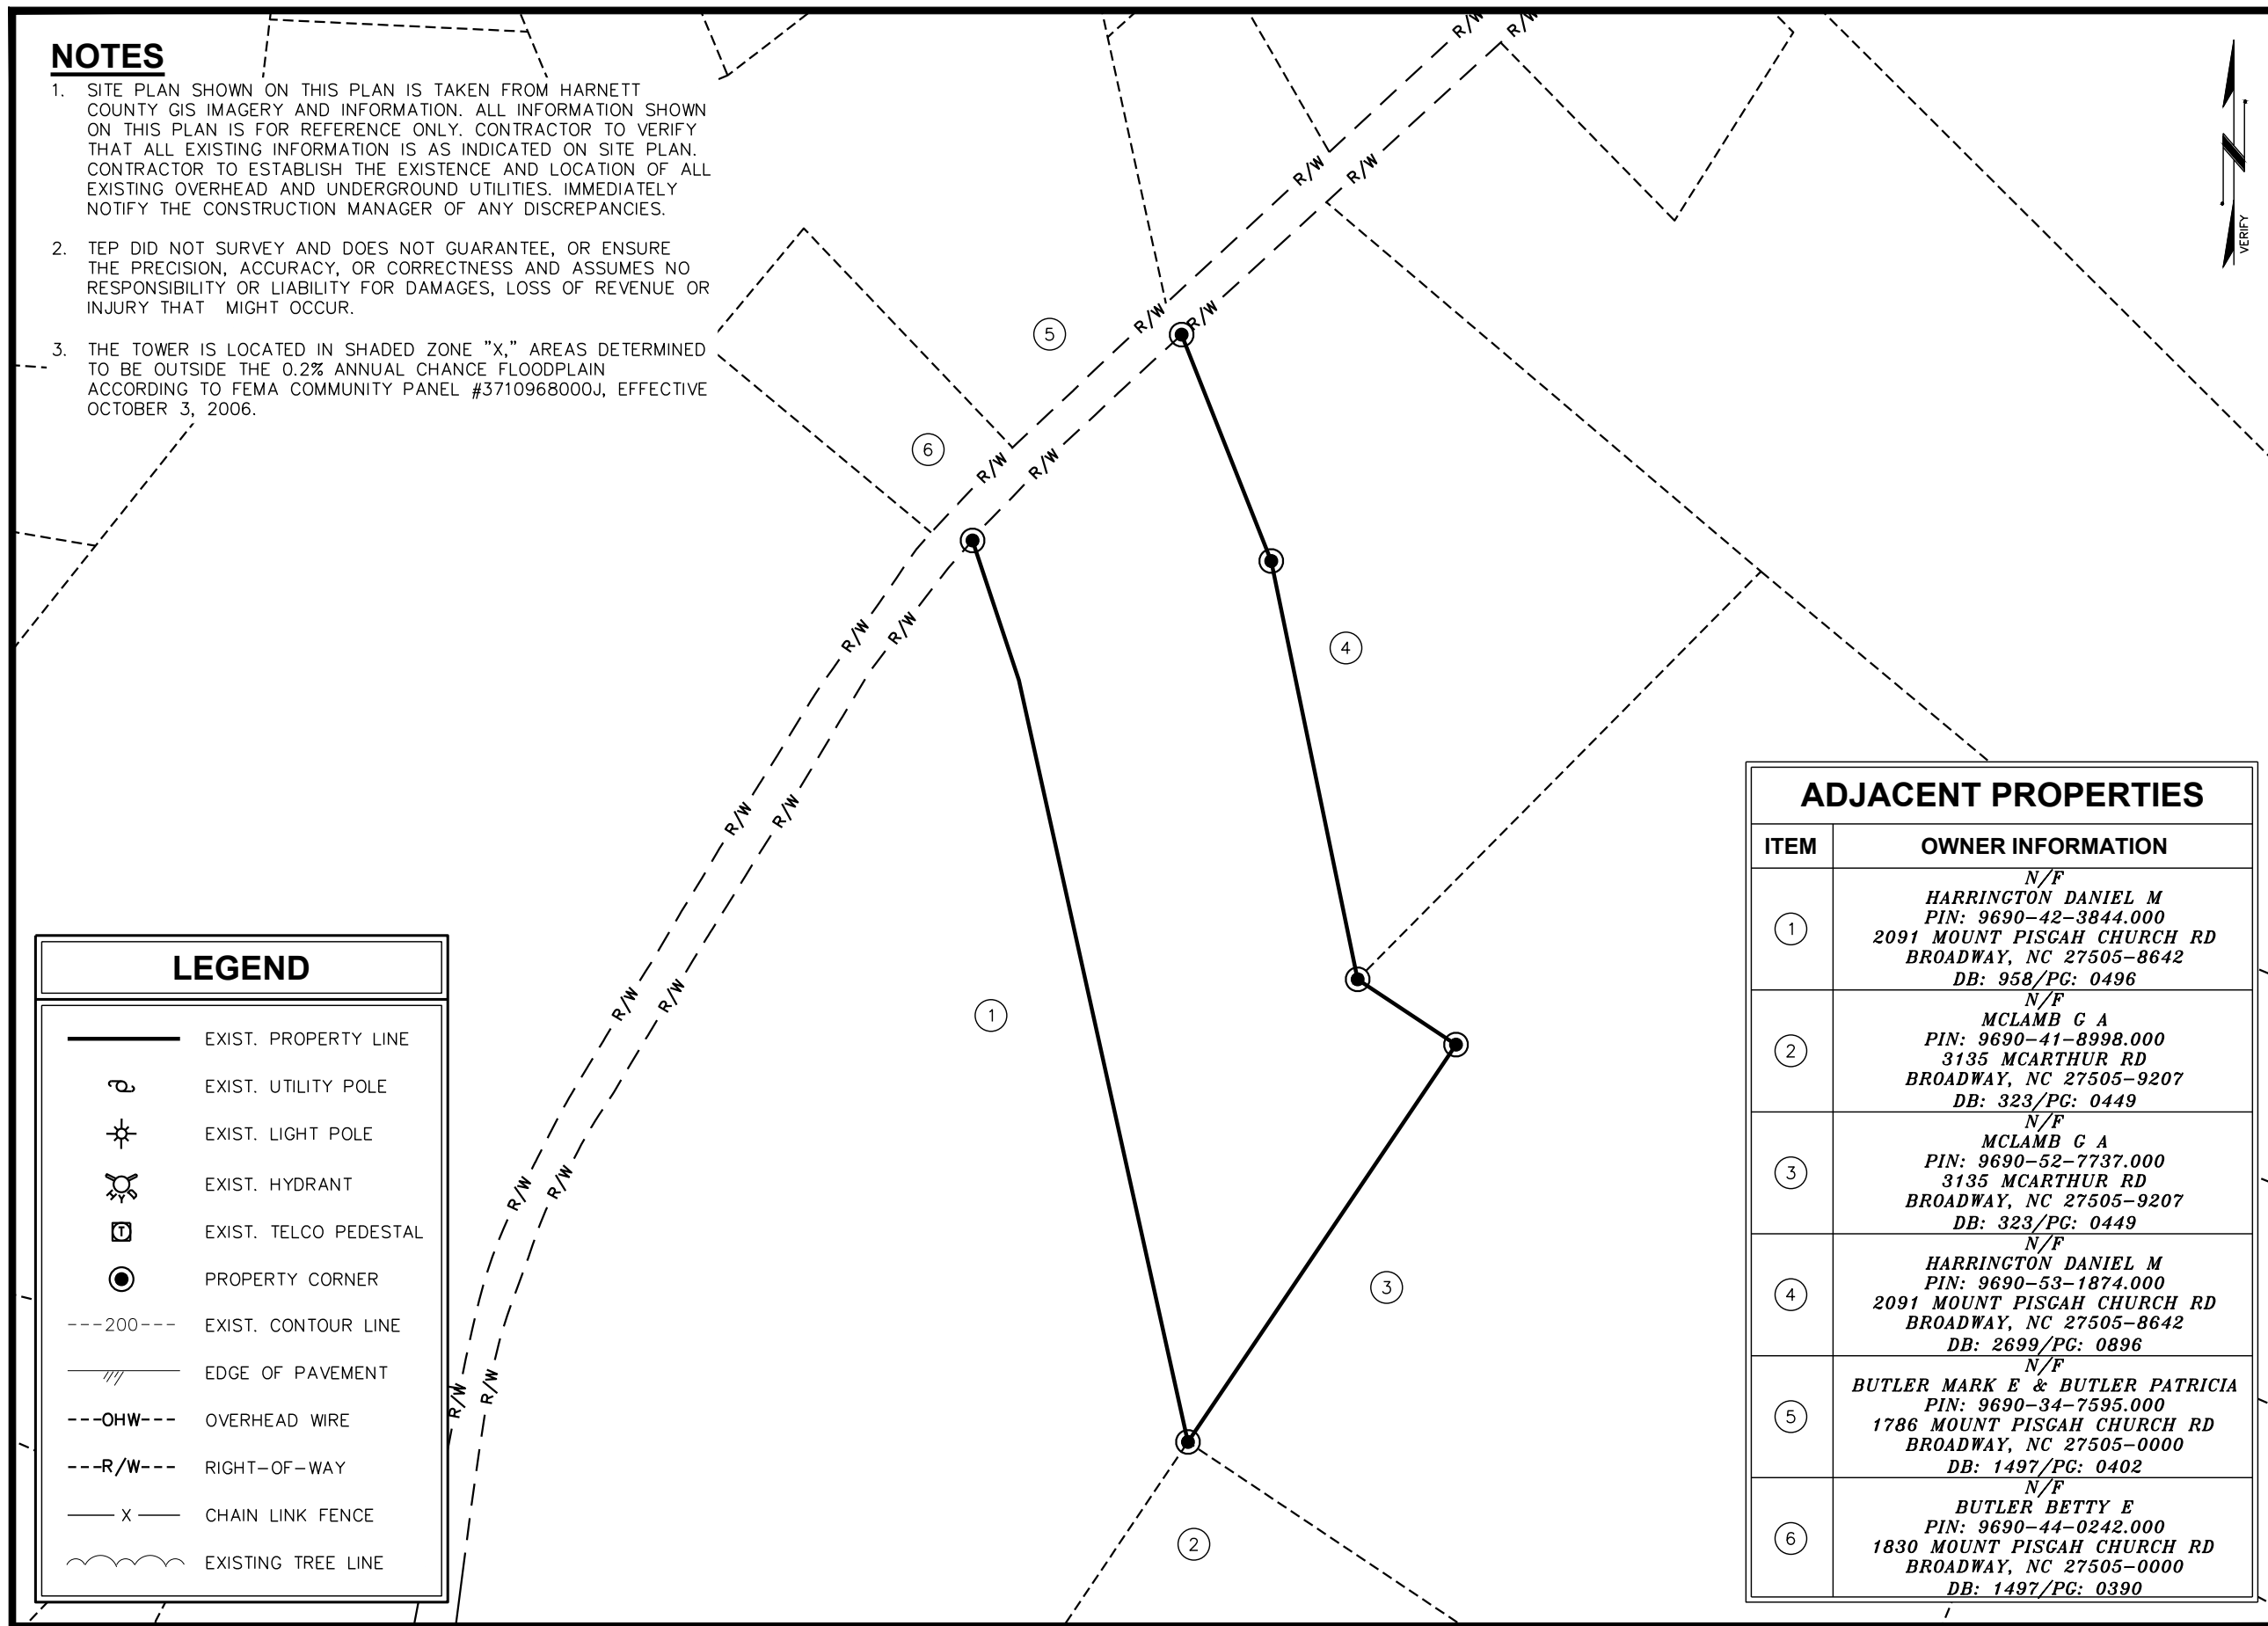 NOTES
1. SITE PLAN SHOWN ON THIS PLAN IS TAKEN FROM HARNETT
COUNTY GIS IMAGERY AND INFORMATION. ALL INFORMATION SHOWN
ON THIS PLAN IS FOR REFERENCE ONLY. CONTRACTOR TO VERIFY
THAT ALL EXISTING INFORMATION IS AS INDICATED ON SITE PLAN.
CONTRACTOR TO ESTABLISH THE EXISTENCE AND LOCATION OF ALL
EXISTING OVERHEAD AND UNDERGROUND UTILITIES. IMMEDIATELY
NOTIFY THE CONSTRUCTION MANAGER OF ANY DISCREPANCIES.
2. TEP DID NOT SURVEY AND DOES NOT GUARANTEE, OR ENSURE
THE PRECISION, ACCURACY, OR CORRECTNESS AND ASSUMES NO
RESPONSIBILITY OR LIABILITY FOR DAMAGES, LOSS OF REVENUE OR
INJURY THAT MIGHT OCCUR.
3. THE TOWER IS LOCATED IN SHADED ZONE "X," AREAS DETERMINED
TO BE OUTSIDE THE 0.2% ANNUAL CHANCE FLOODPLAIN
ACCORDING TO FEMA COMMUNITY PANEL #3710968000J, EFFECTIVE
OCTOBER 3, 2006.
R/W
R/W
VERIFY
R/W
R/W
R/W
R/W
5
6
R/W
R/W
R/W
R/W
4
R/W
R/W
1
R/W
R/W
R/W
R/W
3
R/W
R/W
2
LEGEND
EXIST. PROPERTY LINE
EXIST. UTILITY POLE
EXIST. LIGHT POLE
HY
EXIST. HYDRANT
T EXIST. TELCO PEDESTAL
PROPERTY CORNER
---200--- EXIST. CONTOUR LINE
EDGE OF PAVEMENT
---OHW--- OVERHEAD WIRE
---R/W--- RIGHT-OF-WAY
X CHAIN LINK FENCE
EXISTING TREE LINE
ADJACENT PROPERTIES
ITEM OWNER INFORMATION
1
N/F
HARRINGTON DANIEL M
PIN: 9690-42-3844.000
2091 MOUNT PISGAH CHURCH RD
BROADWAY, NC 27505-8642
DB: 958/PG: 0496
2
N/F
MCLAMB G A
PIN: 9690-41-8998.000
3135 MCARTHUR RD
BROADWAY, NC 27505-9207
DB: 323/PG: 0449
3
N/F
MCLAMB G A
PIN: 9690-52-7737.000
3135 MCARTHUR RD
BROADWAY, NC 27505-9207
DB: 323/PG: 0449
4
N/F
HARRINGTON DANIEL M
PIN: 9690-53-1874.000
2091 MOUNT PISGAH CHURCH RD
BROADWAY, NC 27505-8642
DB: 2699/PG: 0896
5
N/F
BUTLER MARK E & BUTLER PATRICIA
PIN: 9690-34-7595.000
1786 MOUNT PISGAH CHURCH RD
BROADWAY, NC 27505-0000
DB: 1497/PG: 0402
6
N/F
BUTLER BETTY E
PIN: 9690-44-0242.000
1830 MOUNT PISGAH CHURCH RD
BROADWAY, NC 27505-0000
DB: 1497/PG: 0390